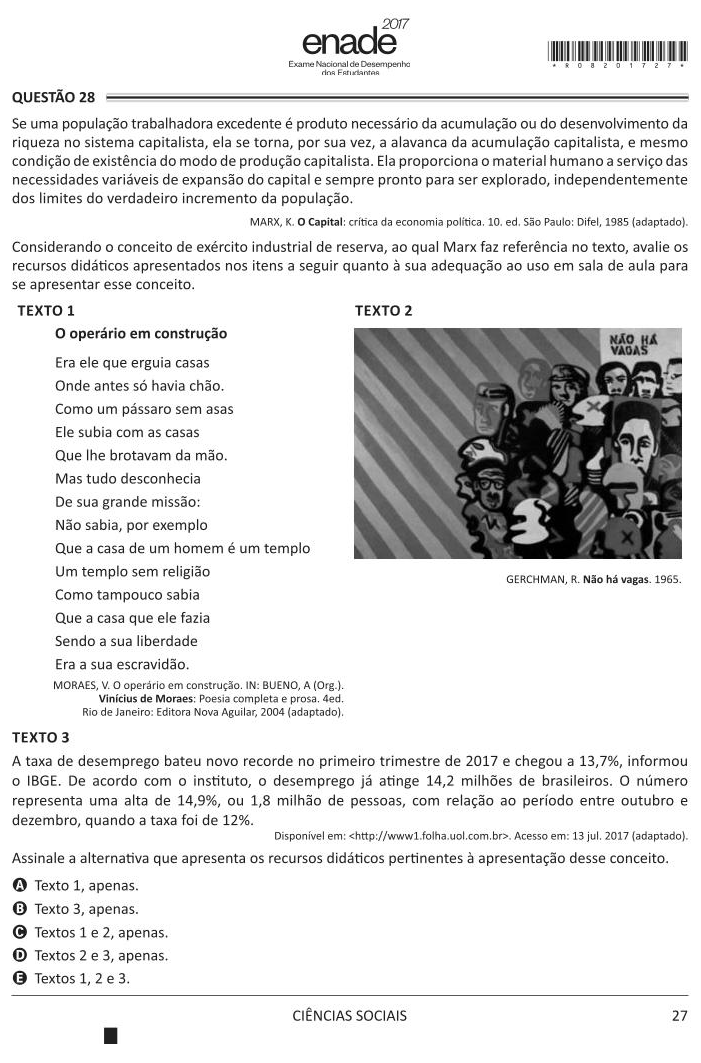 2017
enade
Exame Nacional de Desempenho
dos Estudantes
*R0820172 7*
QUESTÃO 28
Se uma população trabalhadora excedente é produto necessário da acumulação ou do desenvolvimento da
riqueza no sistema capitalista, ela se torna, por sua vez, a alavanca da acumulação capitalista, e mesmo
condição de existência do modo de produção capitalista. Ela proporciona o material humano a serviço das
necessidades variáveis de expansão do capital e sempre pronto para ser explorado, independentemente
dos limites do verdadeiro incremento da população.
MARX, K. O Capital: crítica da economia política. 10. ed. São Paulo: Difel, 1985 (adaptado).
Considerando o conceito de exército industrial de reserva, ao qual Marx faz referência no texto, avalie os
recursos didáticos apresentados nos itens a seguir quanto à sua adequação ao uso em sala de aula para
se apresentar esse conceito.
TEXTO 1
O operário em construção
Era ele que erguia casas
Onde antes só havia chão.
Como um pássaro sem asas
Ele subia com as casas
Que lhe brotavam da mão.
Mas tudo desconhecia
De sua grande missão:
Não sabia, por exemplo
Que a casa de um homem é um templo
Um templo sem religião
Como tampouco sabia
Que a casa que ele fazia
Sendo a sua liberdade
Era a sua escravidão.
MORAES, V. O operário em construção. IN: BUENO, A (Org.).
Vinícius de Moraes: Poesia completa e prosa. 4ed.
Rio de Janeiro: Editora Nova Aguilar, 2004 (adaptado).
TEXTO 2
NÃO HÁ
VAGAS
GERCHMAN, R. Não há vagas. 1965.
TEXTO 3
A taxa de desemprego bateu novo recorde no primeiro trimestre de 2017 e chegou a 13,7%, informou
o IBGE. De acordo com o instituto, o desemprego já atinge 14,2 milhões de brasileiros. O número
representa uma alta de 14,9%, ou 1,8 milhão de pessoas, com relação ao período entre outubro e
dezembro, quando a taxa foi de 12%.
Disponível em: <http://www1.folha.uol.com.br>. Acesso em: 13 jul. 2017 (adaptado).
Assinale a alternativa que apresenta os recursos didáticos pertinentes à apresentação desse conceito.
A Texto 1, apenas.
B Texto 3, apenas.
C Textos 1 e 2, apenas.
D Textos 2 e 3, apenas.
E Textos 1, 2 e 3.
CIÊNCIAS SOCIAIS
27